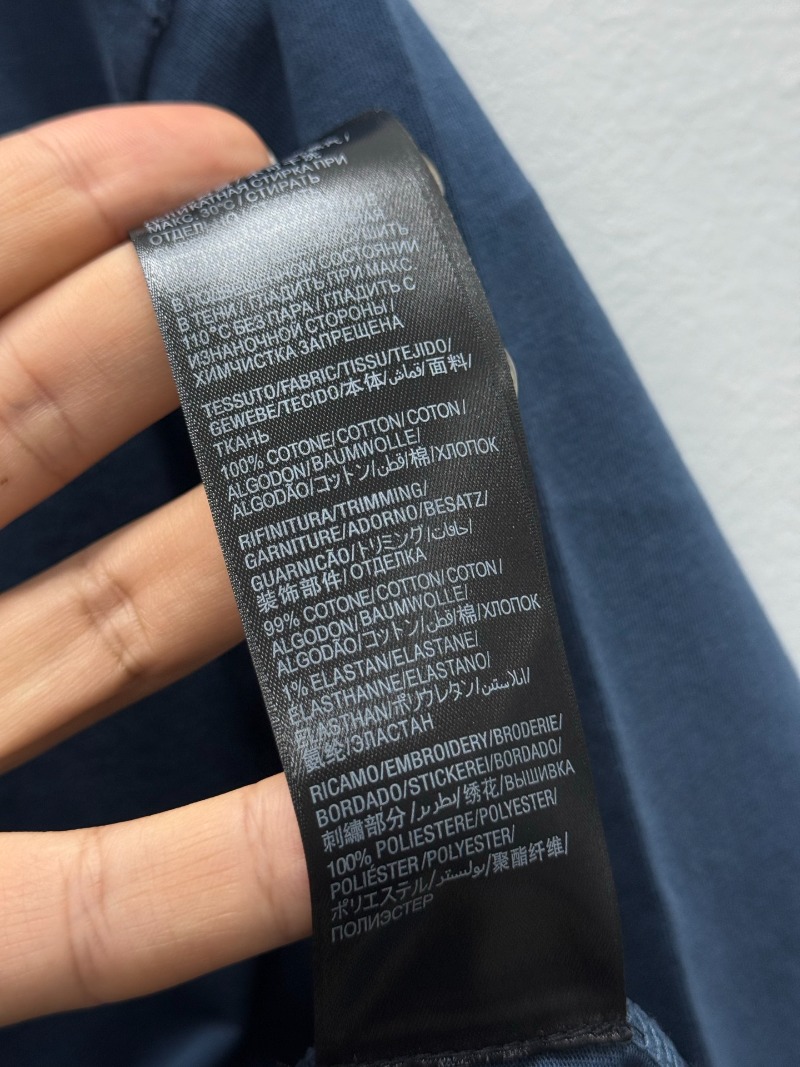 ДЕЛИКАТНАЯ СТИРКА ПРИ
МАКС. 30°C / СТИРАТЬ
СУШИТЬ
СОСТОЯНИИ
В ТЕНИ / ГЛАДИТЬ ПРИ МАКС
110°C БЕЗ ПАРА / ГЛАДИТЬ С
ИЗНАНОЧНОЙ СТОРОНЫ/
ХИМЧИСТКА ЗАПРЕЩЕНА
TESSUTO/FABRIC/TISSU/TEJIDO/
GEWEBE/TECIDO/本体/قماش/面料/
ТКАНЬ
100% COTONE/COTTON/COTON/
ALGODON/BAUMWOLLE/
ALGODÃO/コットン/قطن/棉/ХЛОПОК
RIFINITURA/TRIMMING/
GARNITURE/ADORNO/BESATZ/
GUARNIÇÃO/トリミング/حافات/
装饰部件/ОТДЕЛКА
99% COTONE/COTTON/COTON/
ALGODON/BAUMWOLLE/
ALGODÃO/コットン/قطن/棉/ХЛОПОК
1% ELASTAN/ELASTANE/
ELASTHANNE/ELASTANO/
ELASTHAN/ポリウレタン/إيلاستين/
氨纶/ЭЛАСТАН
RICAMO/EMBROIDERY/BRODERIE/
BORDADO/STICKEREI/BORDADO/
刺繍部分/تطريز/绣花/ВЫШИВКА
100% POLIESTERE/POLYESTER/
POLIÉSTER/POLYESTER/
ポリエステル/بوليستر/聚酯纤维/
ПОЛИЭСТЕР